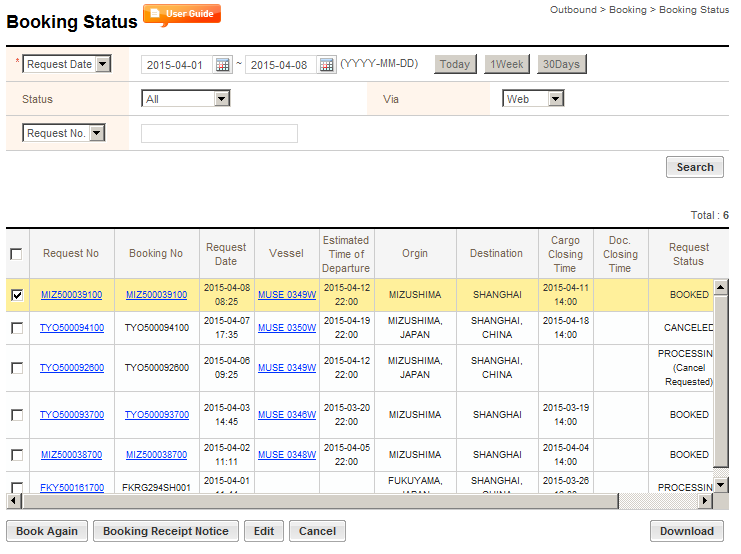 Booking Status
User Guide
Outbound > Booking > Booking Status
* Request Date 2015-04-01 ~ 2015-04-08 (YYYY-MM-DD) Today 1Week 30Days
Status All Via Web
Request No.
Search
Total : 6
Request No Booking No Request Date Vessel Estimated Time of Departure Orgin Destination Cargo Closing Time Doc. Closing Time Request Status
MIZ500039100 MIZ500039100 2015-04-08 08:25 MUSE 0349W 2015-04-12 22:00 MIZUSHIMA SHANGHAI 2015-04-11 14:00 BOOKED
TYO500094100 TYO500094100 2015-04-07 17:35 MUSE 0350W 2015-04-19 22:00 MIZUSHIMA, JAPAN SHANGHAI, CHINA 2015-04-18 14:00 CANCELED
TYO500092600 TYO500092600 2015-04-06 09:25 MUSE 0349W 2015-04-12 22:00 MIZUSHIMA, JAPAN SHANGHAI, CHINA PROCESSIN (Cancel Requested)
TYO500093700 TYO500093700 2015-04-03 14:45 MUSE 0346W 2015-03-20 22:00 MIZUSHIMA SHANGHAI 2015-03-19 14:00 BOOKED
MIZ500038700 MIZ500038700 2015-04-02 11:11 MUSE 0348W 2015-04-05 22:00 MIZUSHIMA SHANGHAI 2015-04-04 14:00 BOOKED
FKY500161700 FKRG294SH001 2015-04-01 FUKUYAMA, JAPAN SHANGHAI, CHINA 2015-03-26 PROCESSIN
Book Again Booking Receipt Notice Edit Cancel Download